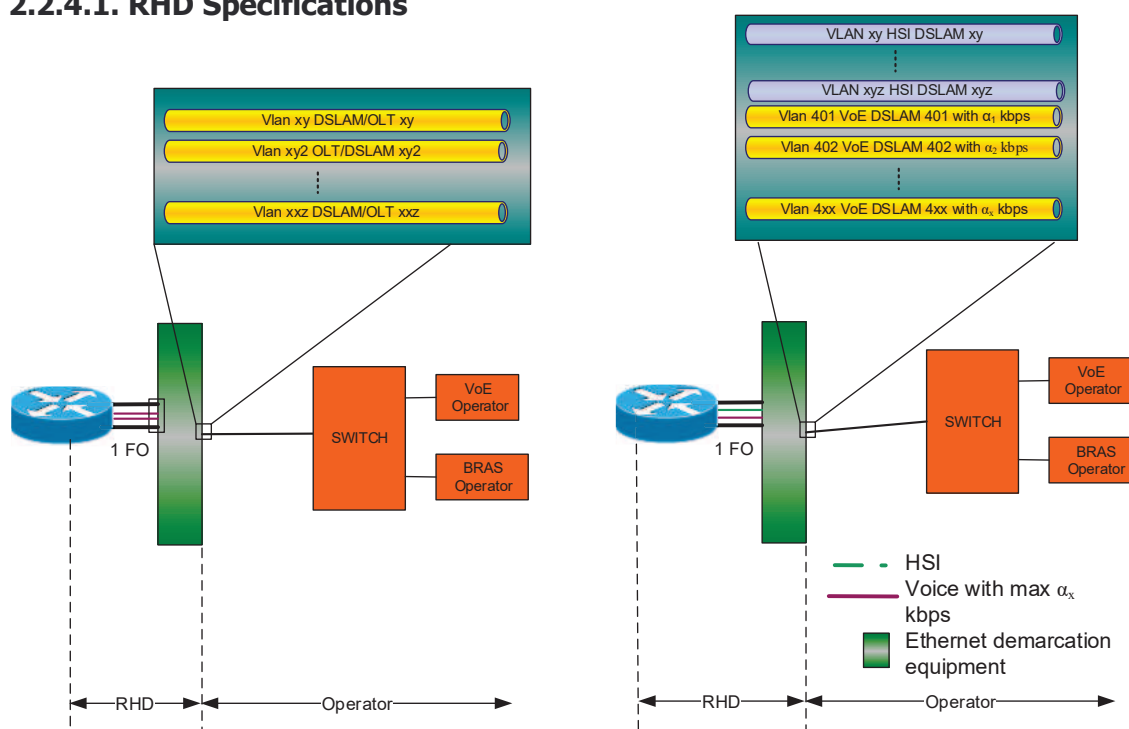 2.2.4.1. RHD Specifications
Vlan xy DSLAM/OLT xy
Vlan xy2 OLT/DSLAM xy2
Vlan xxz DSLAM/OLT xxz
1 FO
SWITCH
VoE
Operator
BRAS
Operator
RHD
Operator
VLAN xy HSI DSLAM xy
VLAN xyz HSI DSLAM xyz
Vlan 401 VoE DSLAM 401 with α₁ kbps
Vlan 402 VoE DSLAM 402 with α₂ kbps
Vlan 4xx VoE DSLAM 4xx with αₓ kbps
1 FO
SWITCH
VoE
Operator
BRAS
Operator
HSI
Voice with max αₓ
kbps
Ethernet demarcation
equipment
RHD
Operator